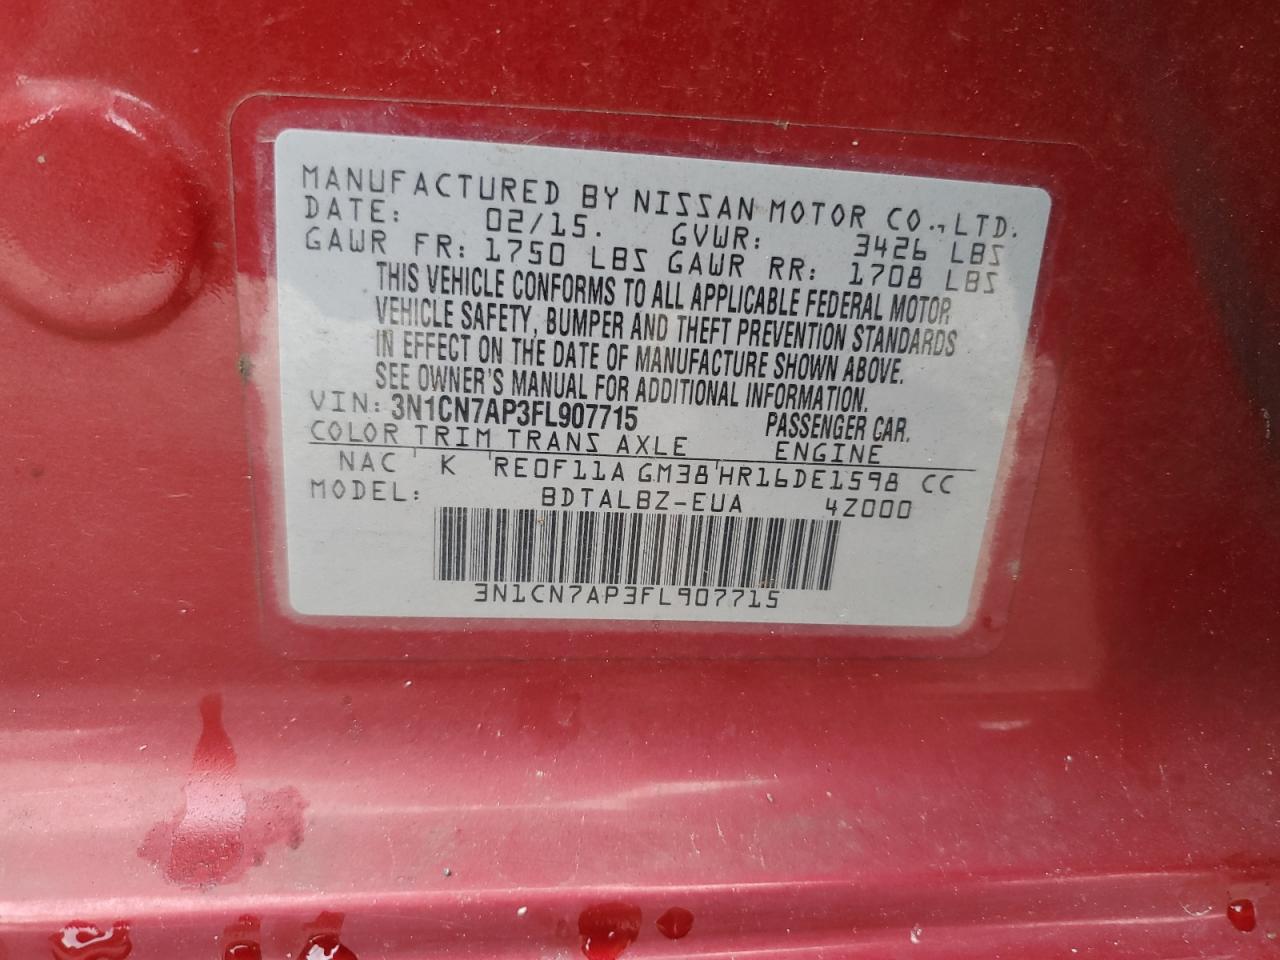 MANUFACTURED BY NISSAN MOTOR CO., LTD.
DATE: 02/15. GVWR: 3426 LBS
GAWR FR: 1750 LBS GAWR RR: 1708 LBS
THIS VEHICLE CONFORMS TO ALL APPLICABLE FEDERAL MOTOR
VEHICLE SAFETY, BUMPER AND THEFT PREVENTION STANDARDS
IN EFFECT ON THE DATE OF MANUFACTURE SHOWN ABOVE.
SEE OWNER'S MANUAL FOR ADDITIONAL INFORMATION.
VIN: 3N1CN7AP3FL907715 PASSENGER CAR.
COLOR TRIM TRANS AXLE ENGINE
NAC K RE0F11A GM38 HR16DE1598 CC
MODEL: BDTALBZ-EUA 4Z000
3N1CN7AP3FL907715